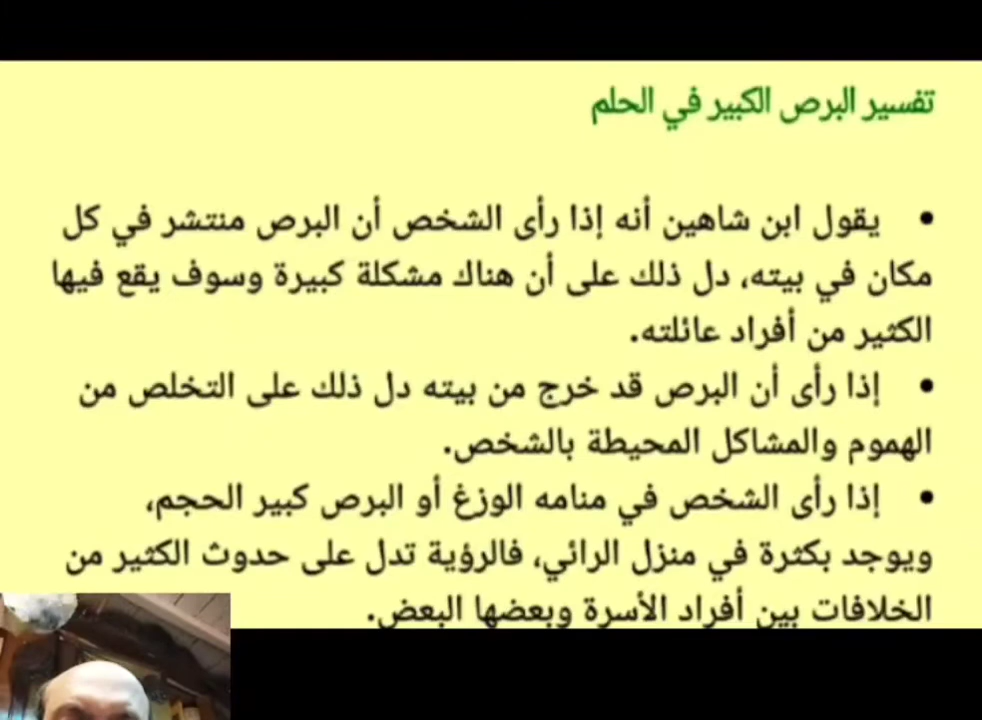 تفسير البرص الكبير في الحلم
• يقول ابن شاهين أنه إذا رأى الشخص أن البرص منتشر في كل
مكان في بيته، دل ذلك على أن هناك مشكلة كبيرة وسوف يقع فيها
الكثير من أفراد عائلته.
• إذا رأى أن البرص قد خرج من بيته دل ذلك على التخلص من
الهموم والمشاكل المحيطة بالشخص.
• إذا رأى الشخص في منامه الوزغ أو البرص كبير الحجم،
ويوجد بكثرة في منزل الرائي، فالرؤية تدل على حدوث الكثير من
الخلافات بين أفراد الأسرة وبعضها البعض.